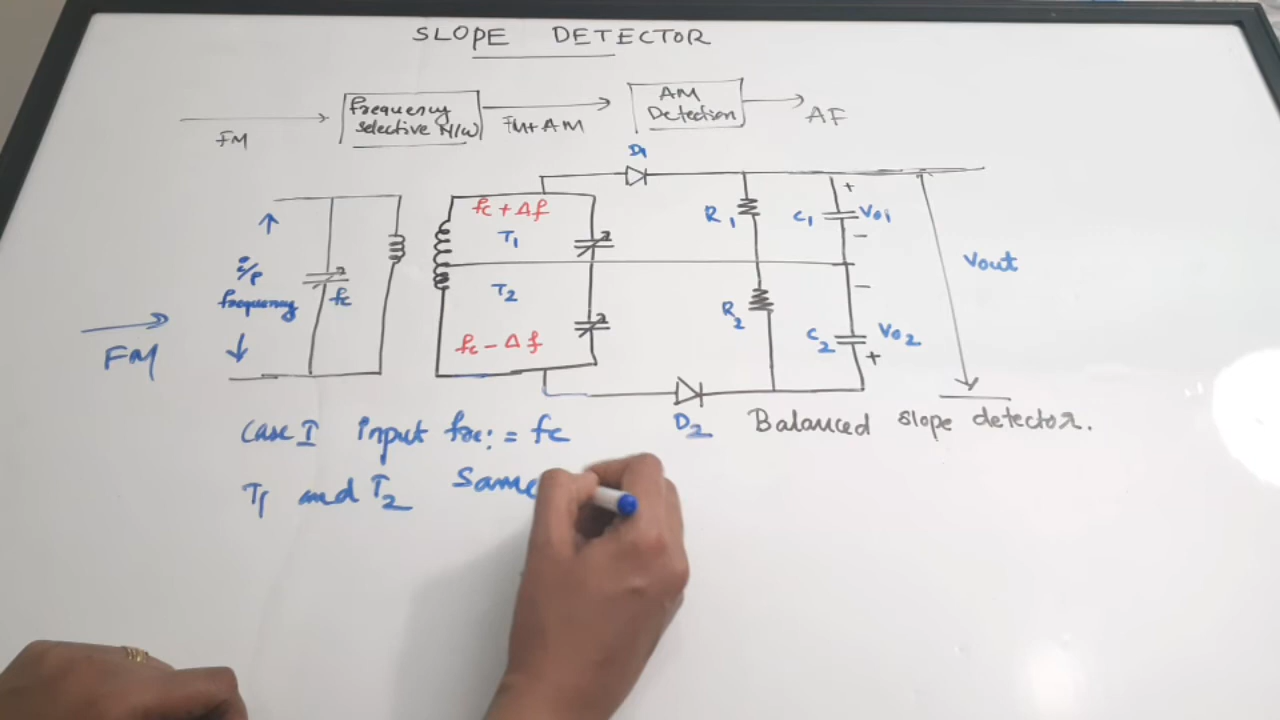 SLOPE DETECTOR
FM
frequency
selective N/W
FM+AM
AM
Detection
AF
D1
fc + Δf
T1
R1
C1
+
Vo1
-
Vout
i/p
frequency
fc
T2
fc - Δf
R2
-
C2
Vo2
+
FM
D2
Balanced slope detector.
Case I input fre: = fc
T1 and T2 Same